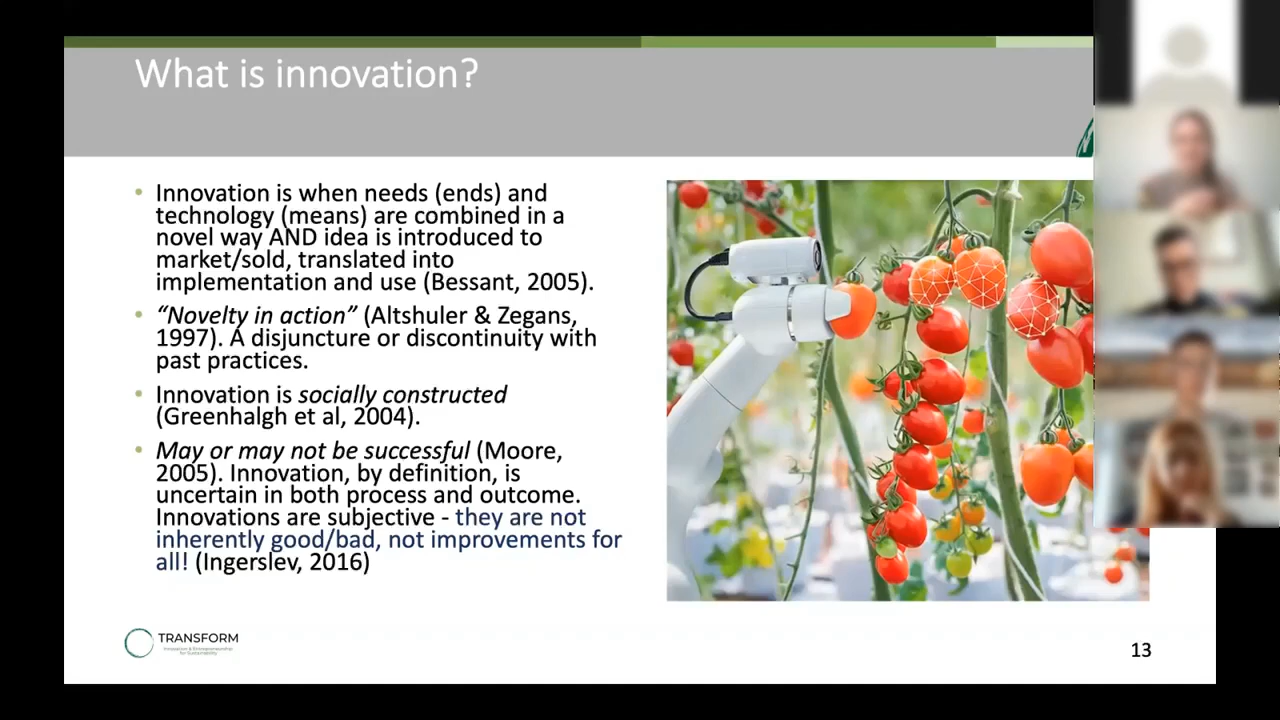 What is innovation?
• Innovation is when needs (ends) and
technology (means) are combined in a
novel way AND idea is introduced to
market/sold, translated into
implementation and use (Bessant, 2005).
• “Novelty in action” (Altshuler & Zegans,
1997). A disjuncture or discontinuity with
past practices.
• Innovation is socially constructed
(Greenhalgh et al, 2004).
• May or may not be successful (Moore,
2005). Innovation, by definition, is
uncertain in both process and outcome.
Innovations are subjective - they are not
inherently good/bad, not improvements for
all! (Ingerslev, 2016)
TRANSFORM
Innovation & Entrepreneurship
for Sustainability
13